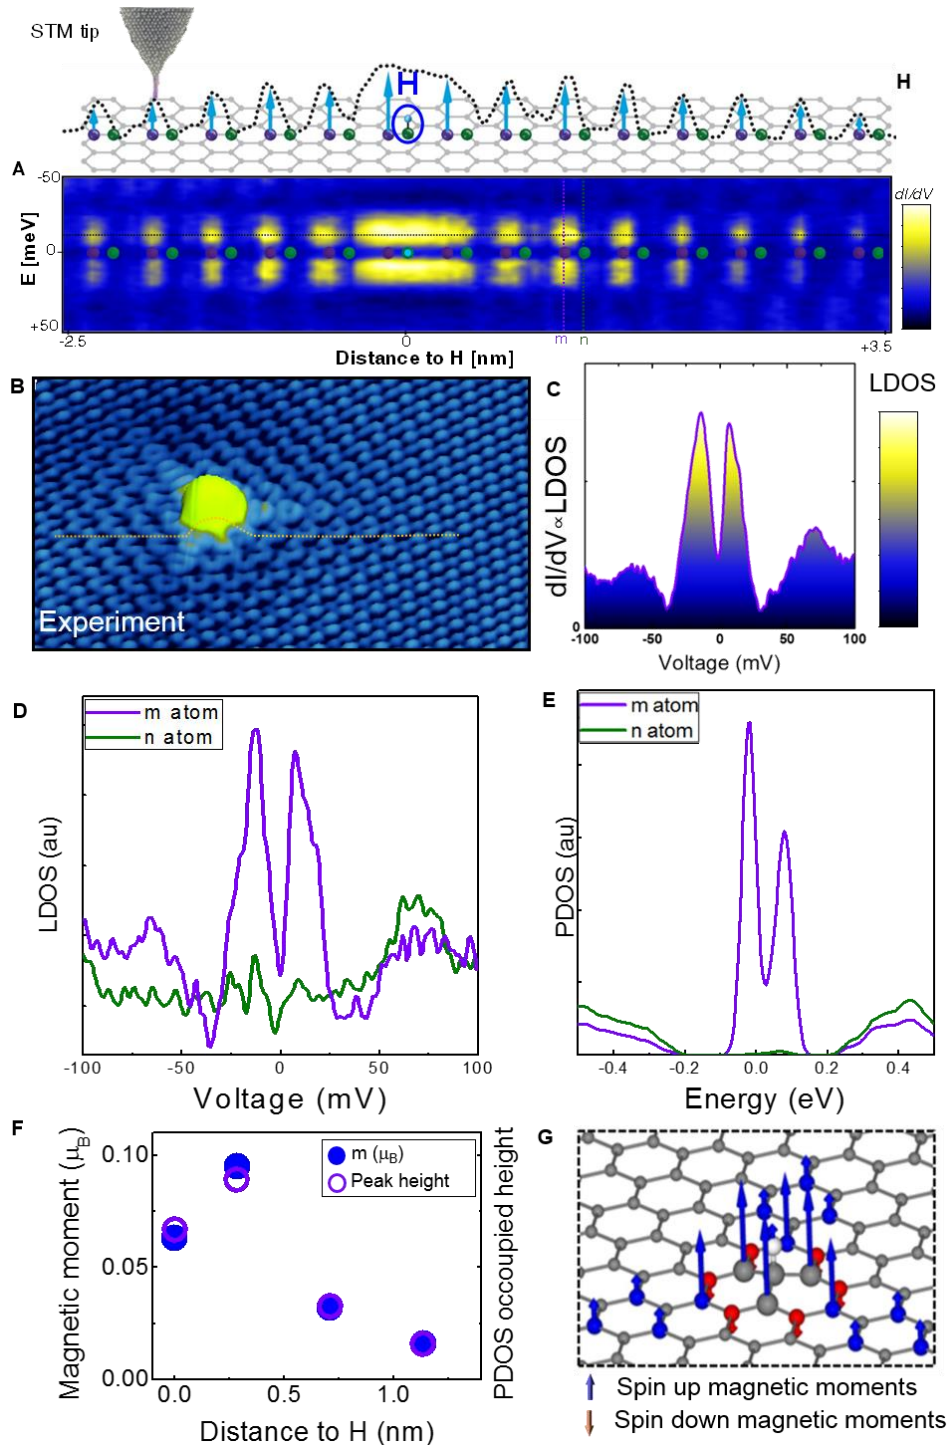 STM tip
H
H
A
-50
0
+50
E [meV]
dI/dV
-2.5
0
m
n
+3.5
Distance to H [nm]
B
Experiment
C
LDOS
dI/dV∝LDOS
0
-100
-50
0
50
100
Voltage (mV)
D
m atom
n atom
LDOS (au)
-100
-50
0
50
100
Voltage (mV)
E
m atom
n atom
PDOS (au)
-0.4
-0.2
0.0
0.2
0.4
Energy (eV)
F
0.10
0.05
0.00
Magnetic moment (μB)
m (μB)
Peak height
PDOS occoupied height
0.0
0.5
1.0
Distance to H (nm)
G
Spin up magnetic moments
Spin down magnetic moments